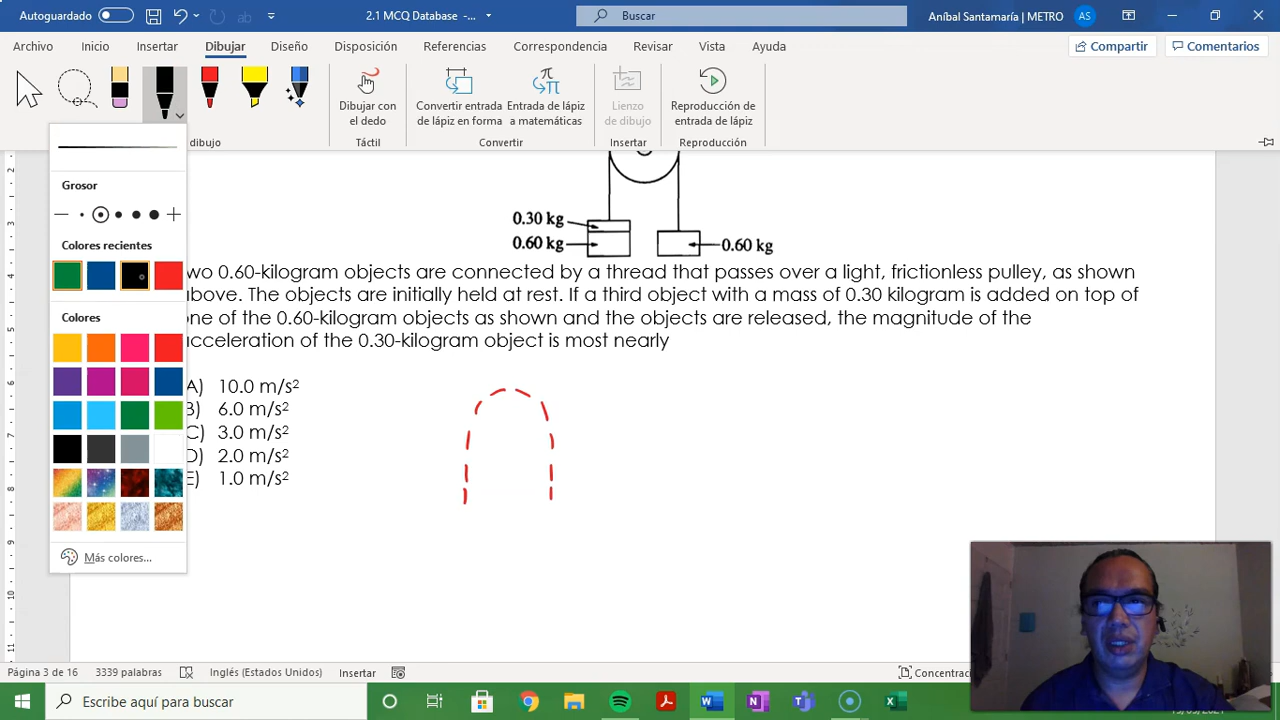 Autoguardado
2.1 MCQ Database -...
Buscar
Aníbal Santamaría | METRO
AS
Archivo
Inicio
Insertar
Dibujar
Diseño
Disposición
Referencias
Correspondencia
Revisar
Vista
Ayuda
Compartir
Comentarios
Dibujar con el dedo
Convertir entrada de lápiz en forma
Entrada de lápiz a matemáticas
Lienzo de dibujo
Reproducción de entrada de lápiz
dibujo
Táctil
Convertir
Insertar
Reproducción
Grosor
Colores recientes
Colores
Más colores...
0.30 kg
0.60 kg
0.60 kg
wo 0.60-kilogram objects are connected by a thread that passes over a light, frictionless pulley, as shown
above. The objects are initially held at rest. If a third object with a mass of 0.30 kilogram is added on top of
one of the 0.60-kilogram objects as shown and the objects are released, the magnitude of the
acceleration of the 0.30-kilogram object is most nearly
A) 10.0 m/s²
B) 6.0 m/s²
C) 3.0 m/s²
D) 2.0 m/s²
E) 1.0 m/s²
Página 3 de 16
3339 palabras
Inglés (Estados Unidos)
Insertar
Concentrac
Escribe aquí para buscar